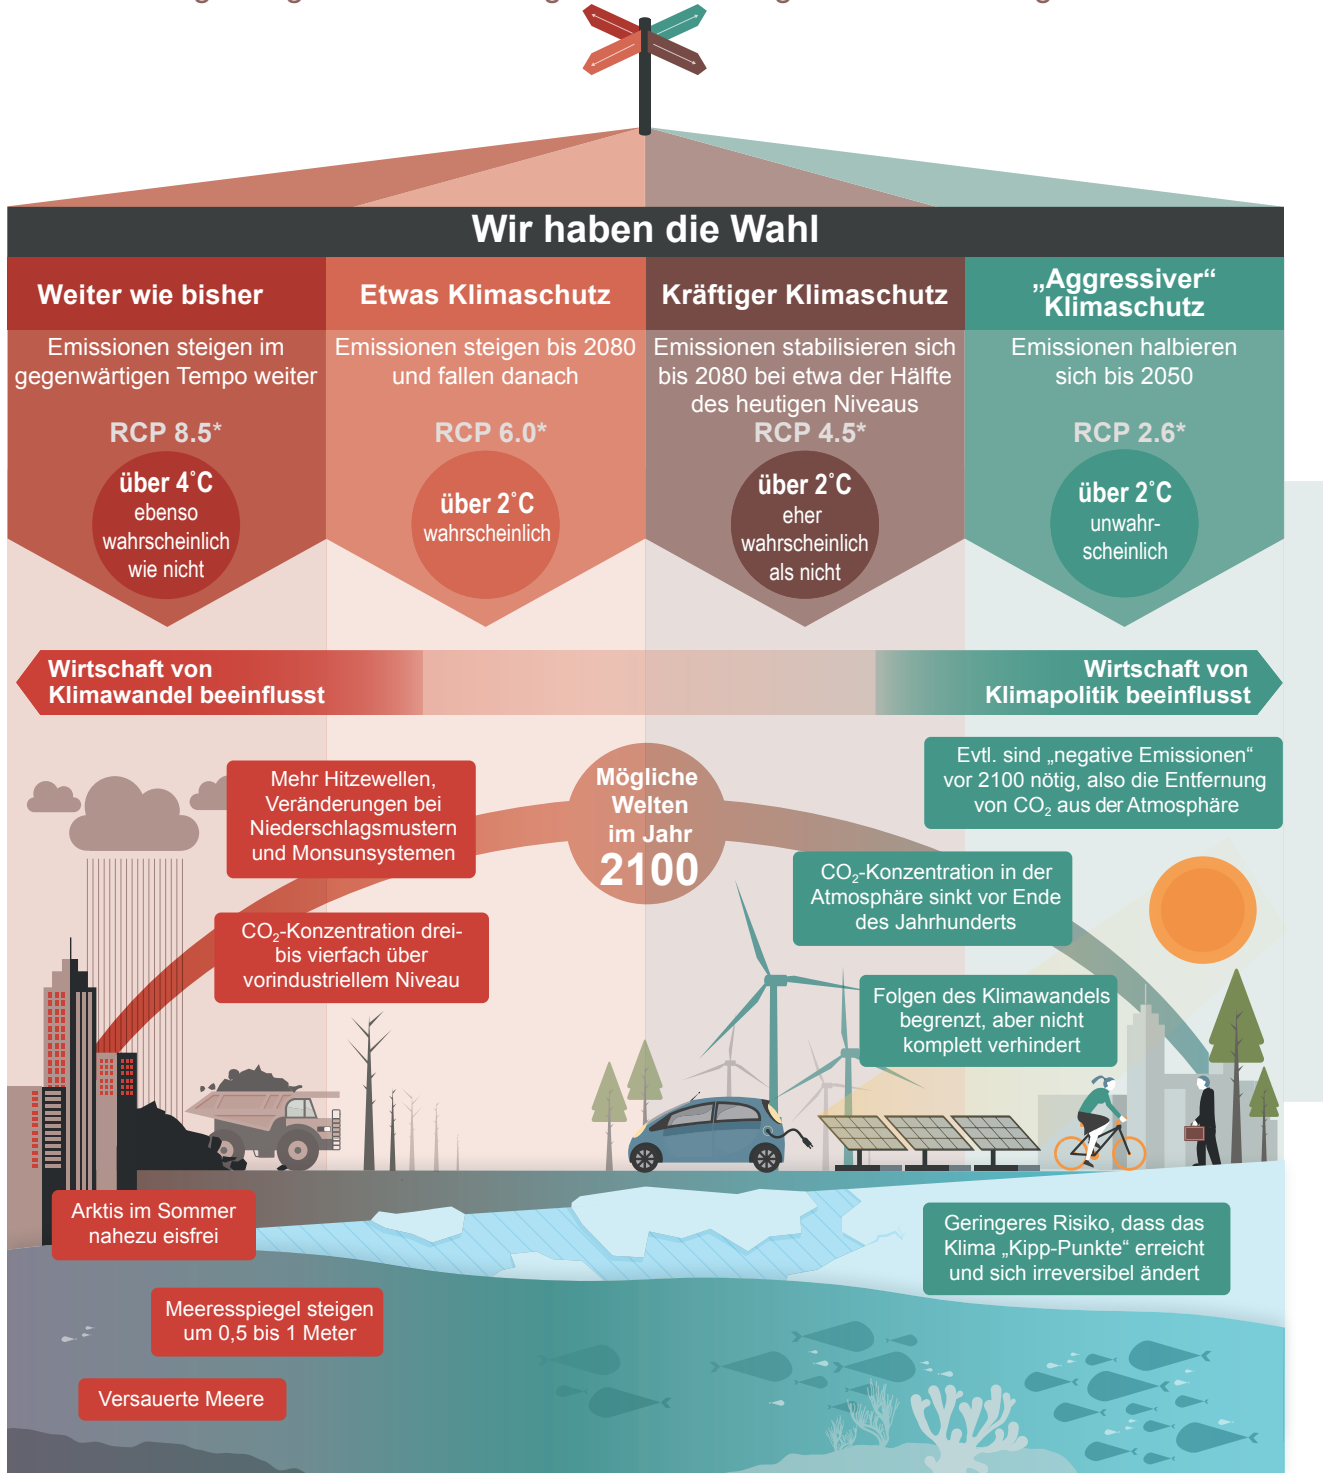 Wir haben die Wahl
Weiter wie bisher
Emissionen steigen im
gegenwärtigen Tempo weiter
RCP 8.5*
über 4°C
ebenso
wahrscheinlich
wie nicht
Etwas Klimaschutz
Emissionen steigen bis 2080
und fallen danach
RCP 6.0*
über 2°C
wahrscheinlich
Kräftiger Klimaschutz
Emissionen stabilisieren sich
bis 2080 bei etwa der Hälfte
des heutigen Niveaus
RCP 4.5*
über 2°C
eher
wahrscheinlich
als nicht
„Aggressiver“
Klimaschutz
Emissionen halbieren
sich bis 2050
RCP 2.6*
über 2°C
unwahr-
scheinlich
Wirtschaft von
Klimawandel beeinflusst
Wirtschaft von
Klimapolitik beeinflusst
Mögliche
Welten
im Jahr
2100
Mehr Hitzewellen,
Veränderungen bei
Niederschlagsmustern
und Monsunsystemen
CO₂-Konzentration drei-
bis vierfach über
vorindustriellem Niveau
Evtl. sind „negative Emissionen“
vor 2100 nötig, also die Entfernung
von CO₂ aus der Atmosphäre
CO₂-Konzentration in der
Atmosphäre sinkt vor Ende
des Jahrhunderts
Folgen des Klimawandels
begrenzt, aber nicht
komplett verhindert
Arktis im Sommer
nahezu eisfrei
Meeresspiegel steigen
um 0,5 bis 1 Meter
Versauerte Meere
Geringeres Risiko, dass das
Klima „Kipp-Punkte“ erreicht
und sich irreversibel ändert